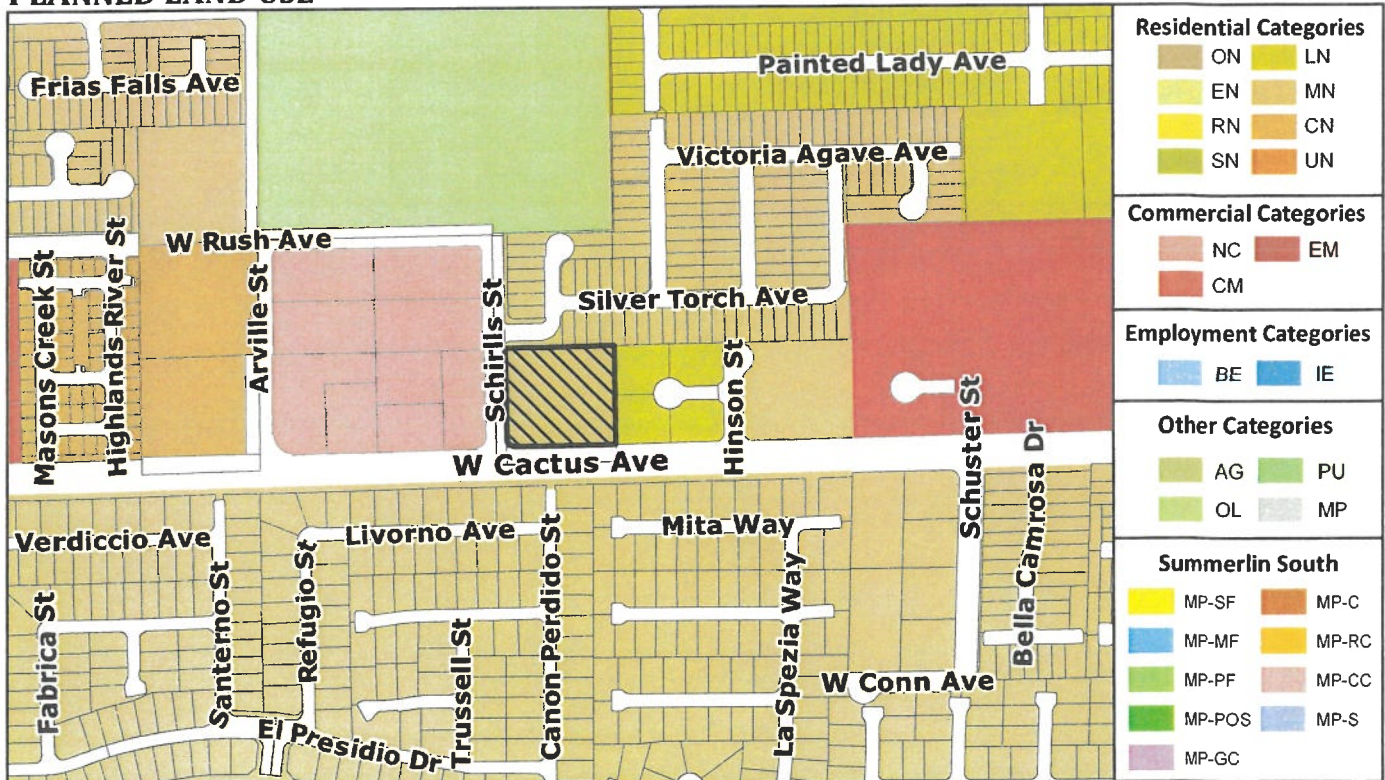 PLANNED LAND USE
Frias Falls Ave
Painted Lady Ave
Victoria Agave Ave
W Rush Ave
Silver Torch Ave
Masons Creek St
Highlands River St
Arville St
Schirlls St
Hinson St
Schuster St
W Cactus Ave
Bella Camrosa Dr
Verdiccio Ave
Livorno Ave
Mita Way
Fabrica St
Santerno St
Refugio St
Trussell St
Canon Perdido St
La Spezia Way
W Conn Ave
El Presidio Dr
Residential Categories
ON LN
EN MN
RN CN
SN UN
Commercial Categories
NC EM
CM
Employment Categories
BE IE
Other Categories
AG PU
OL MP
Summerlin South
MP-SF MP-C
MP-MF MP-RC
MP-PF MP-CC
MP-POS MP-S
MP-GC